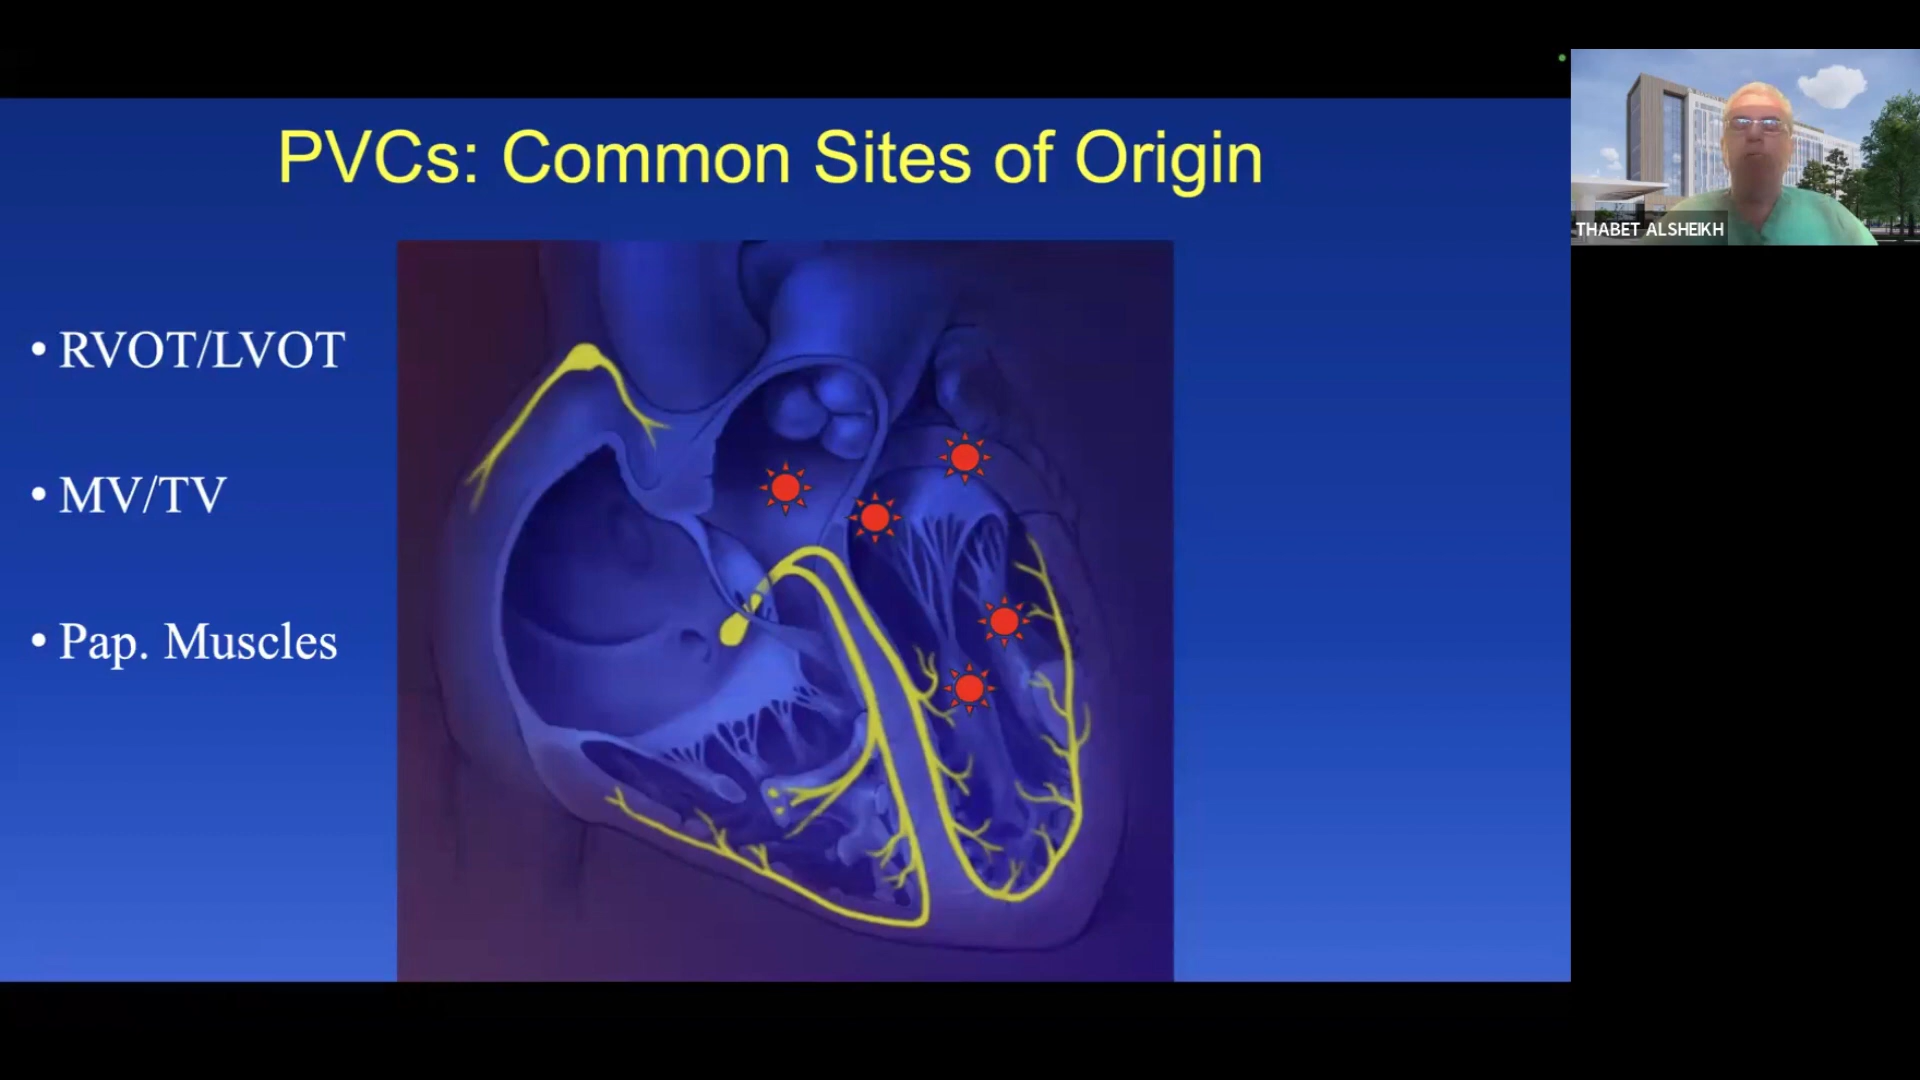 PVCs: Common Sites of Origin
• RVOT/LVOT
• MV/TV
• Pap. Muscles
THABET ALSHEIKH